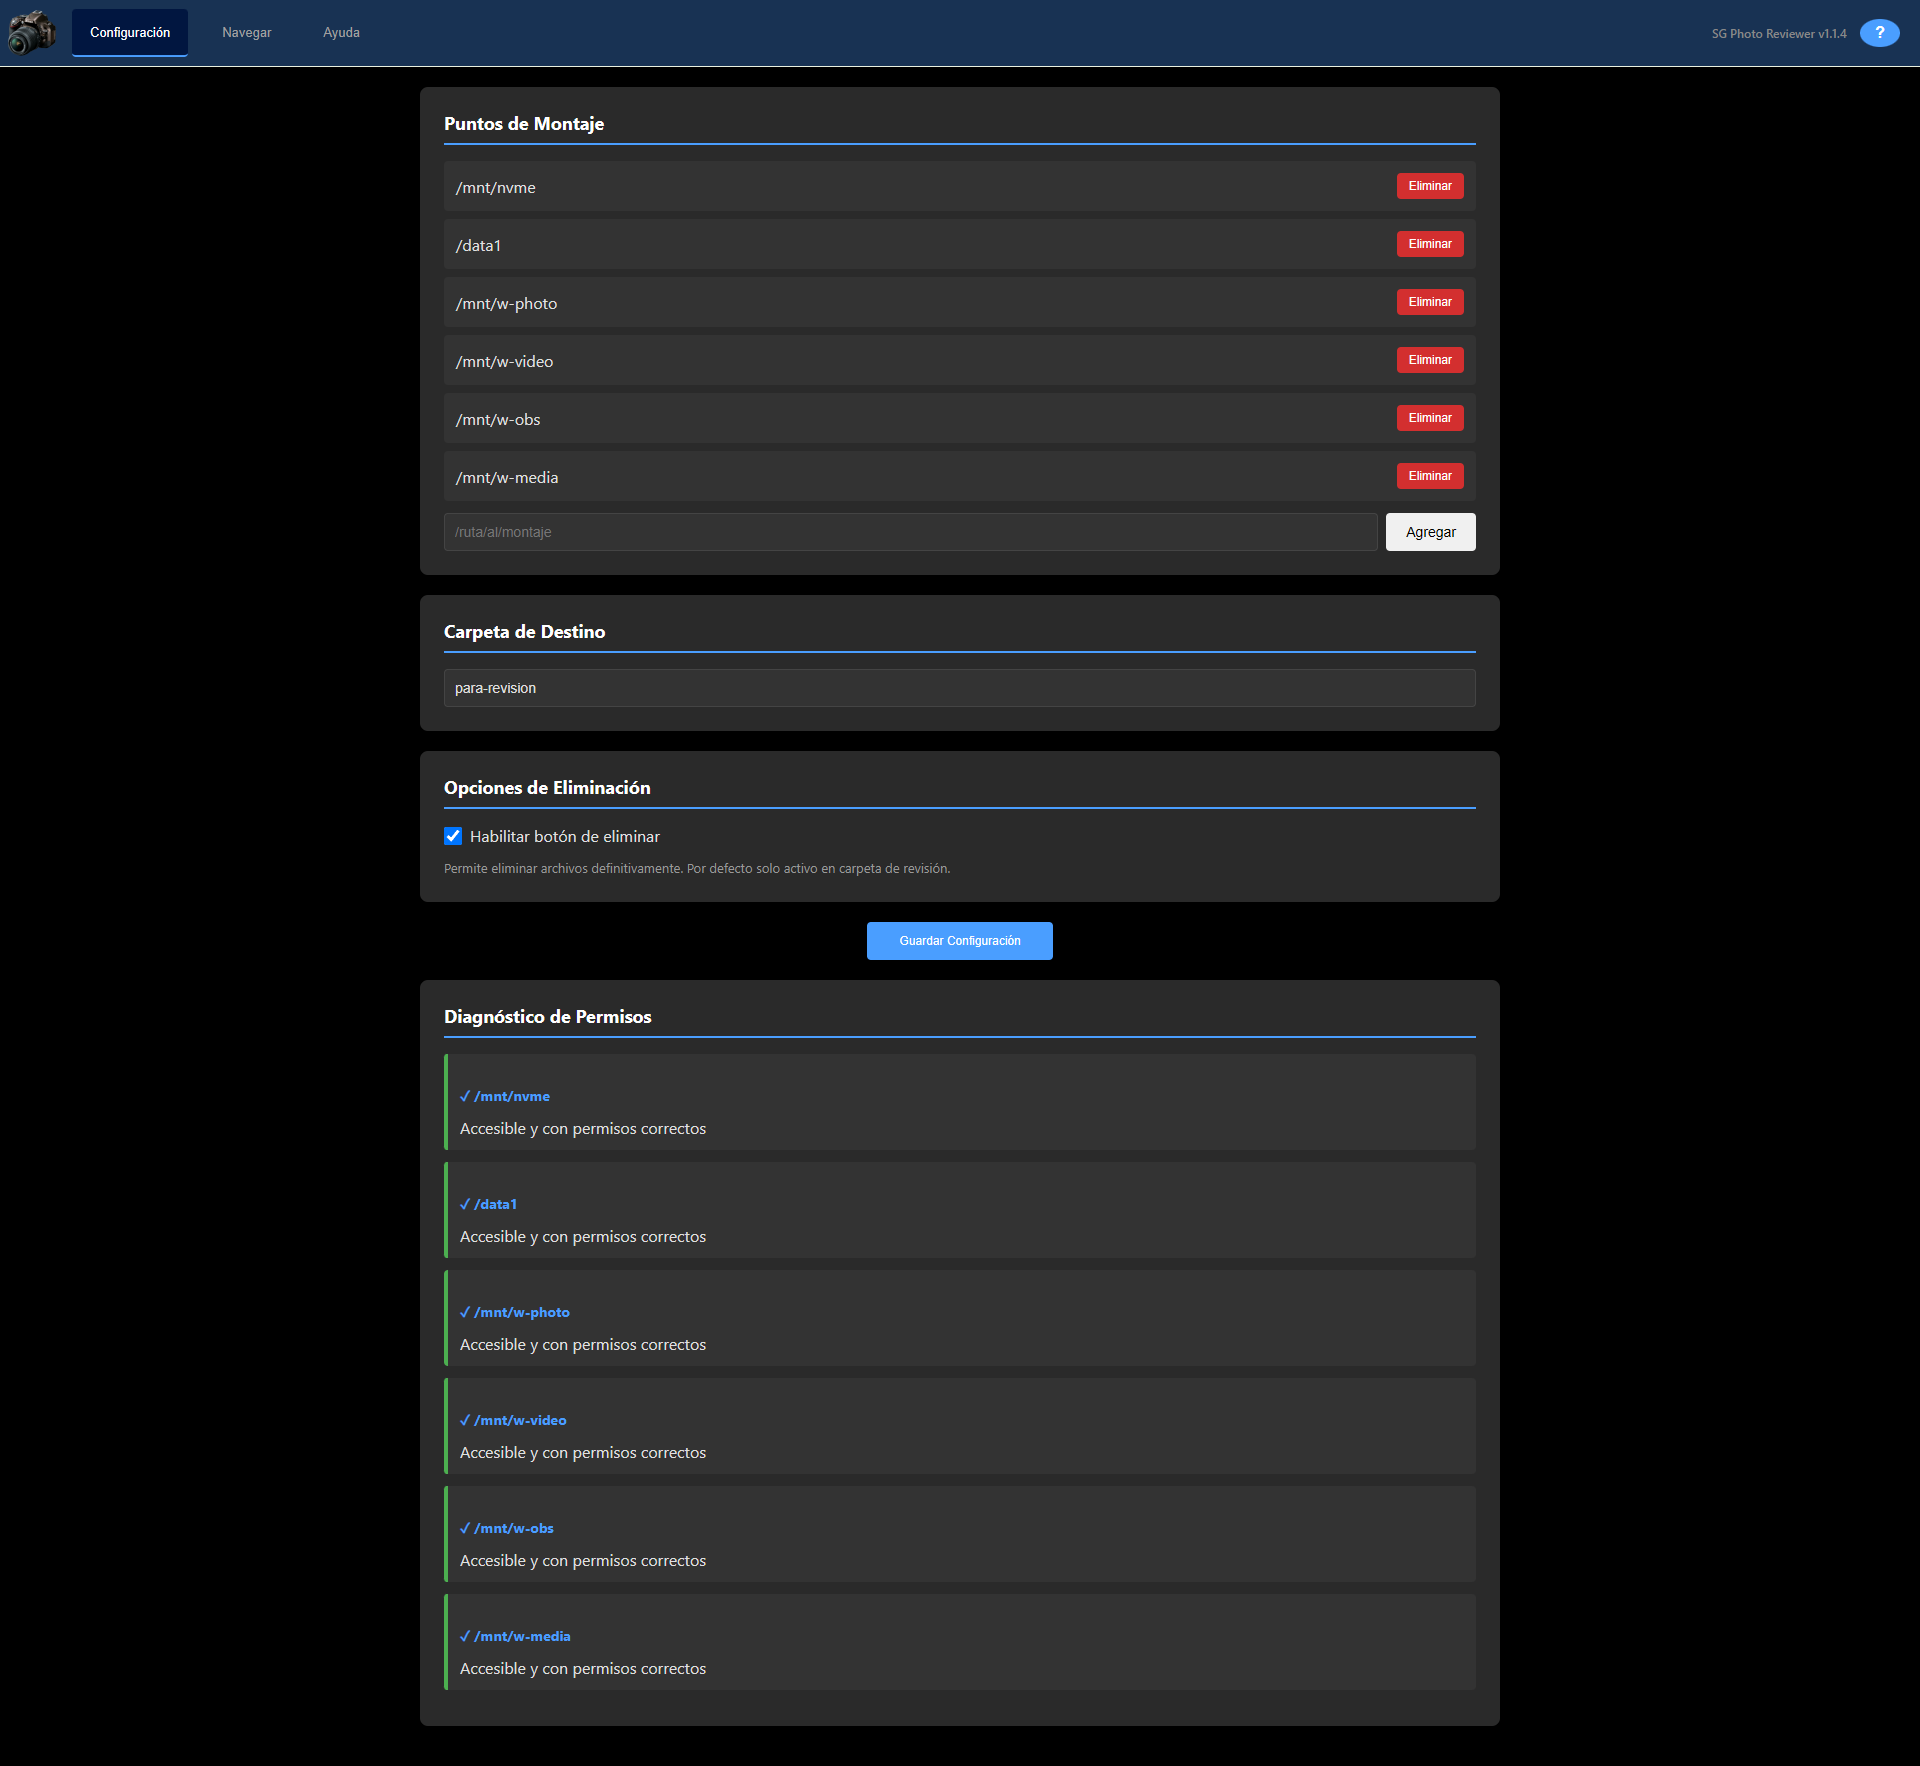 Configuración
Navegar
Ayuda
SG Photo Reviewer v1.1.4
?
Puntos de Montaje
/mnt/nvme
Eliminar
/data1
Eliminar
/mnt/w-photo
Eliminar
/mnt/w-video
Eliminar
/mnt/w-obs
Eliminar
/mnt/w-media
Eliminar
/ruta/al/montaje
Agregar
Carpeta de Destino
para-revision
Opciones de Eliminación
Habilitar botón de eliminar
Permite eliminar archivos definitivamente. Por defecto solo activo en carpeta de revisión.
Guardar Configuración
Diagnóstico de Permisos
✓ /mnt/nvme
Accesible y con permisos correctos
✓ /data1
Accesible y con permisos correctos
✓ /mnt/w-photo
Accesible y con permisos correctos
✓ /mnt/w-video
Accesible y con permisos correctos
✓ /mnt/w-obs
Accesible y con permisos correctos
✓ /mnt/w-media
Accesible y con permisos correctos